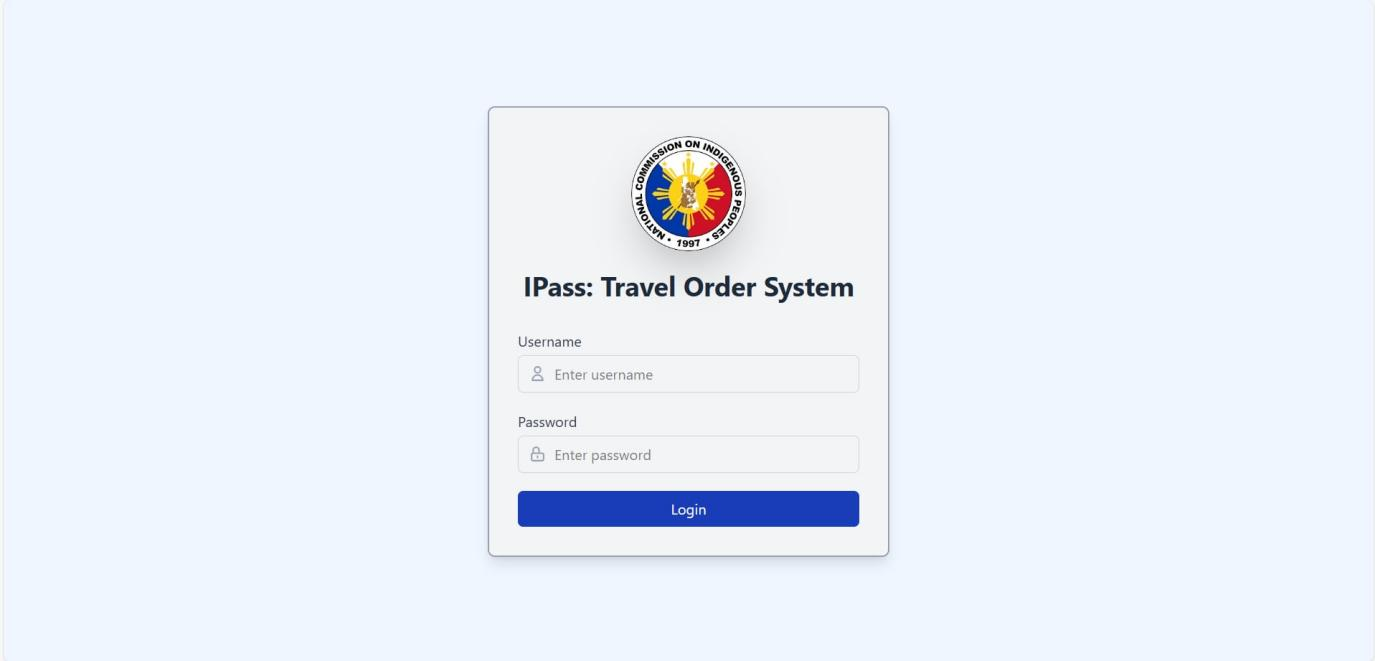 NATIONAL COMMISSION ON INDIGENOUS PEOPLES
• 1997 •
IPass: Travel Order System
Username
Enter username
Password
Enter password
Login